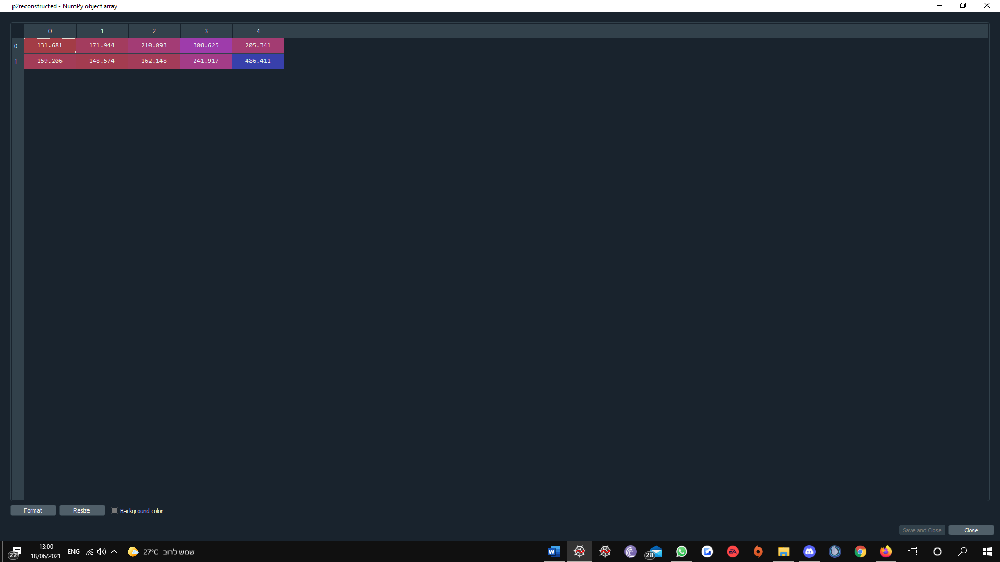 p2reconstructed - NumPy object array
0 1 2 3 4
0 131.681 171.944 210.093 308.625 205.341
1 159.206 148.574 162.148 241.917 486.411
Format Resize Background color
Save and Close Close
22 13:00 ENG 27°C שמש לרוב W 28 EA
18/06/2021